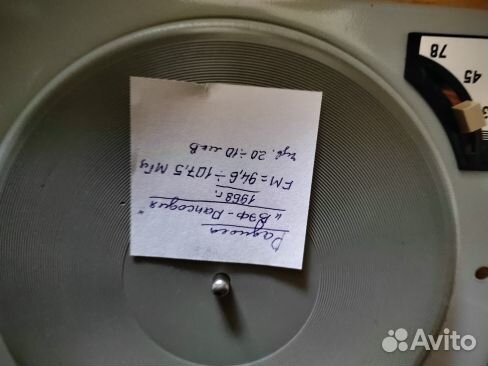 Радиола
"ВЭФ-Рапсодия"
1968 г.
FM = 94,6 ÷ 107,5 МГц
Чув. 20 ÷ 10 мкВ
78
45
Avito